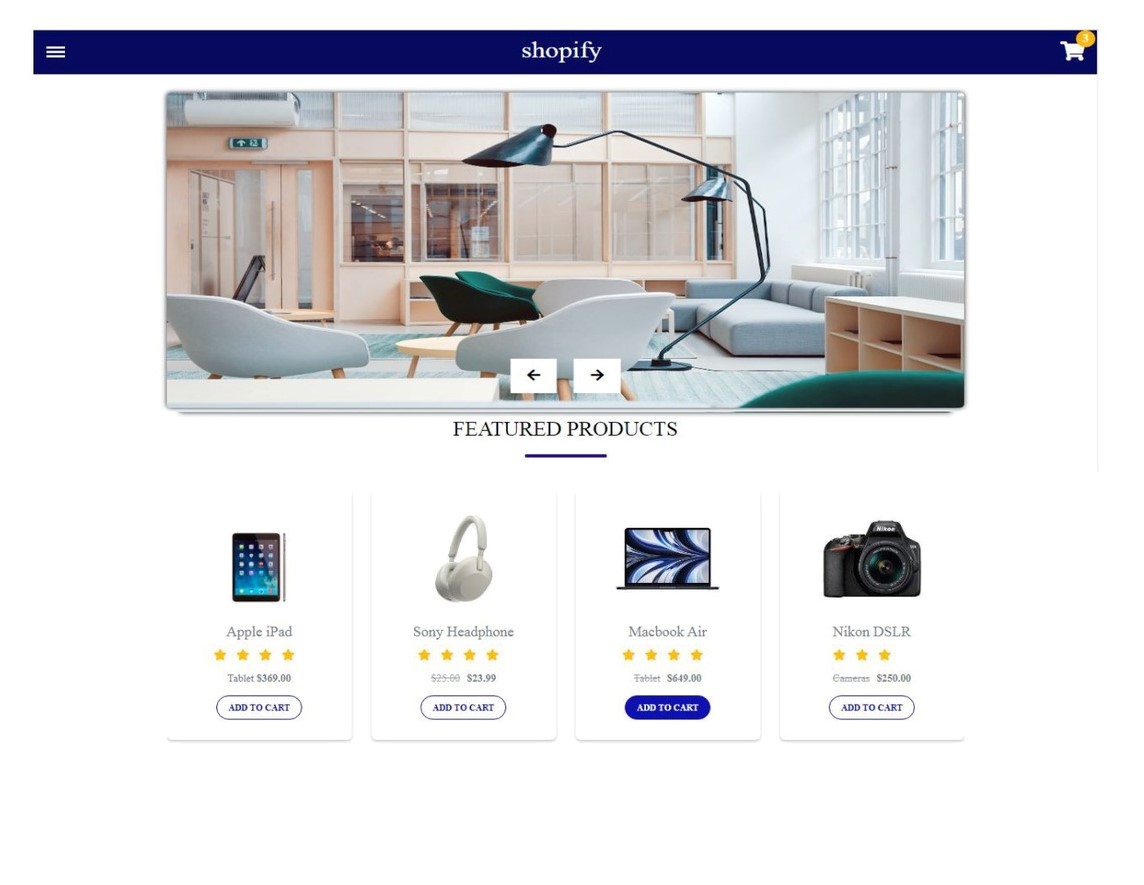 shopify
3
FEATURED PRODUCTS
Nikon
Apple iPad
Sony Headphone
Macbook Air
Nikon DSLR
Tablet $369.00
$25.00 $23.99
Tablet $649.00
Cameras $250.00
ADD TO CART
ADD TO CART
ADD TO CART
ADD TO CART